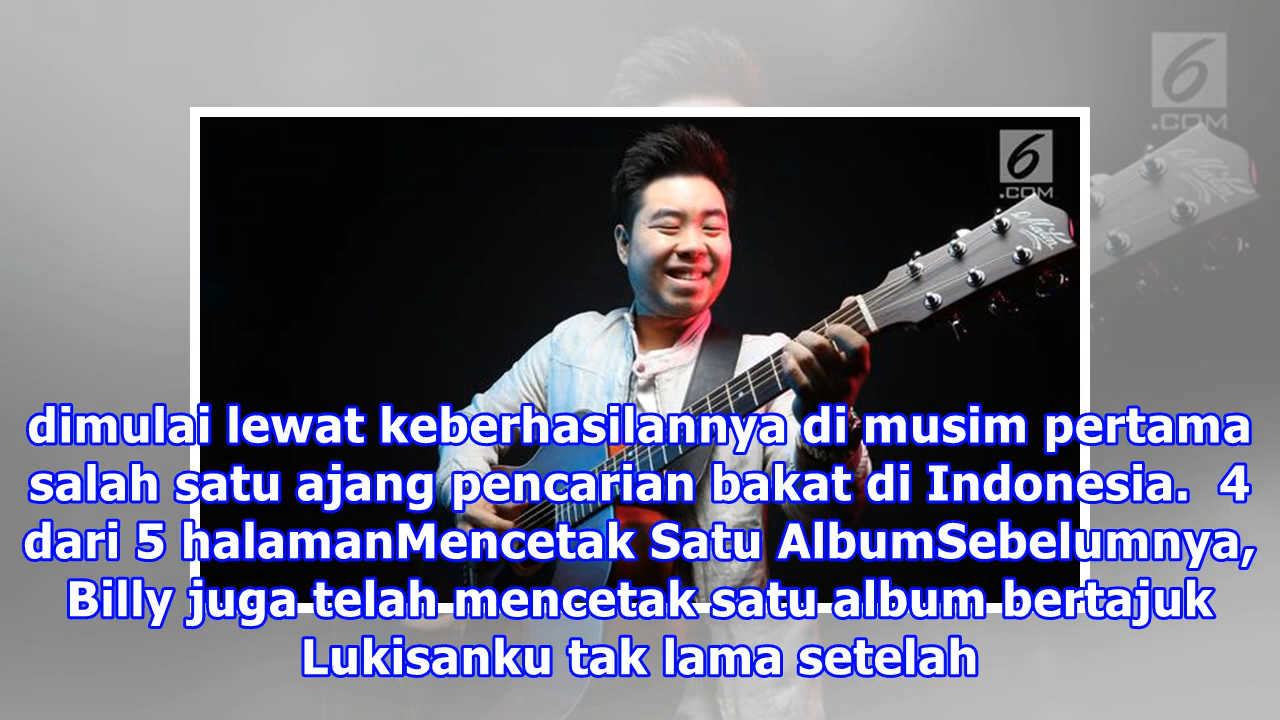 6
.COM
6
.COM
Maton
dimulai lewat keberhasilannya di musim pertama
salah satu ajang pencarian bakat di Indonesia.  4
dari 5 halamanMencetak Satu AlbumSebelumnya,
Billy juga telah mencetak satu album bertajuk
Lukisanku tak lama setelah